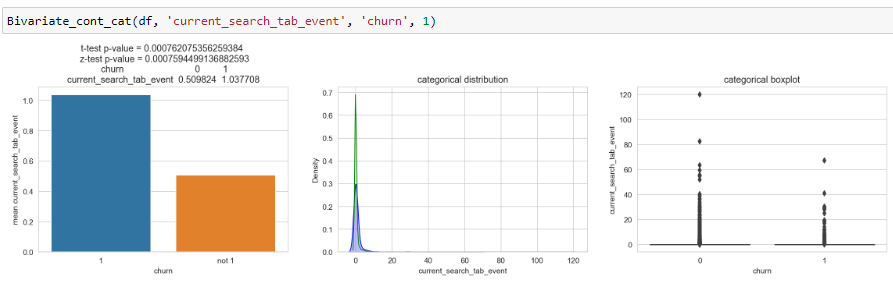 Bivariate_cont_cat(df, 'current_search_tab_event', 'churn', 1)
t-test p-value = 0.000762075356259384
z-test p-value = 0.0007594499136882593
churn 0 1
current_search_tab_event 0.509824 1.037708
mean current_search_tab_event
1.0
0.8
0.6
0.4
0.2
0.0
1 not 1
churn
categorical distribution
Density
0.7
0.6
0.5
0.4
0.3
0.2
0.1
0.0
0 20 40 60 80 100 120
current_search_tab_event
categorical boxplot
current_search_tab_event
120
100
80
60
40
20
0
0 1
churn